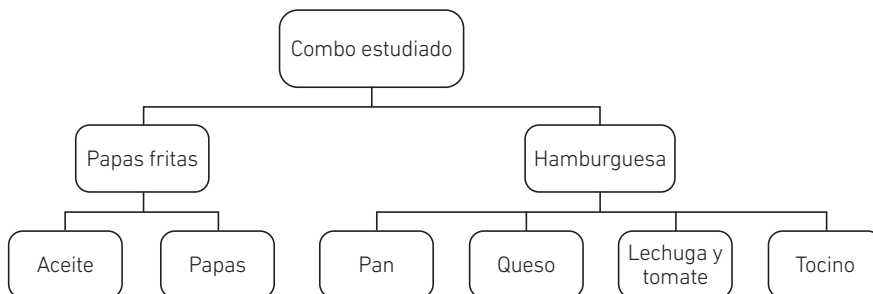 Combo estudiado
Papas fritas
Hamburguesa
Aceite
Papas
Pan
Queso
Lechuga y
tomate
Tocino